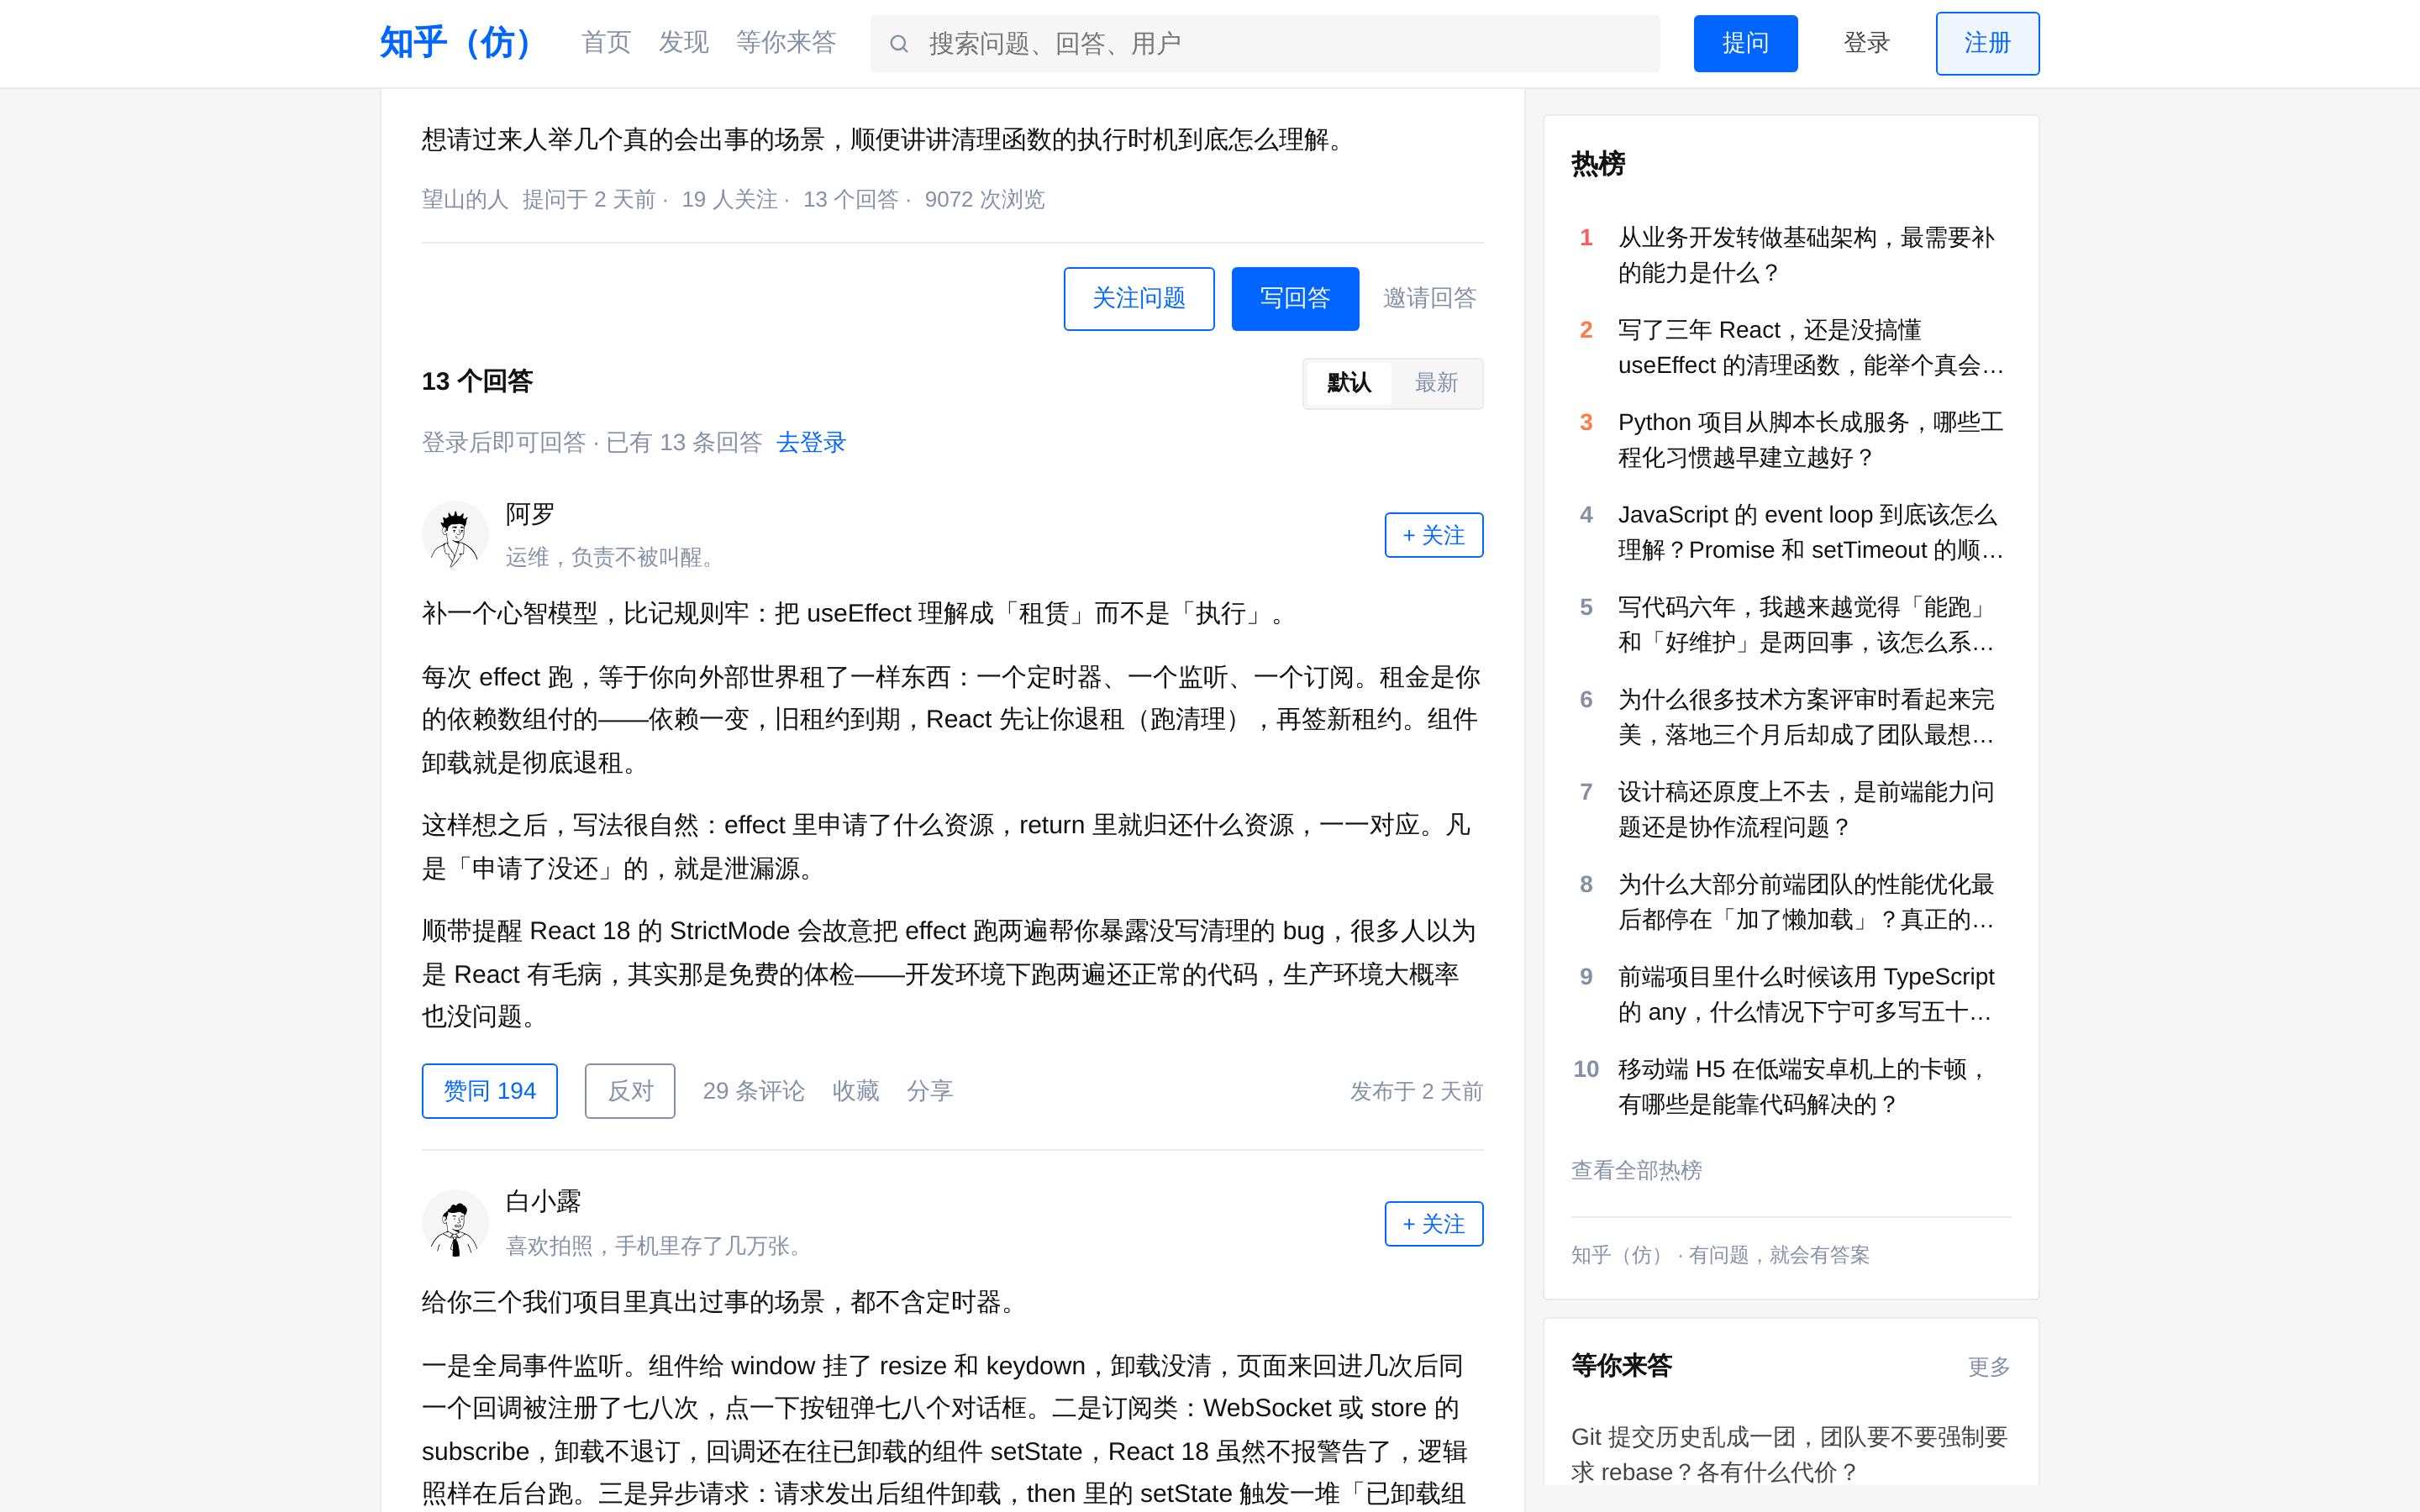 知乎（仿） 首页 发现 等你来答 搜索问题、回答、用户 提问 登录 注册
想请过来人举几个真的会出事的场景，顺便讲讲清理函数的执行时机到底怎么理解。
望山的人 提问于 2 天前 · 19 人关注 · 13 个回答 · 9072 次浏览
关注问题 写回答 邀请回答
13 个回答 默认 最新
登录后即可回答 · 已有 13 条回答 去登录
阿罗
运维，负责不被叫醒。
+ 关注
补一个心智模型，比记规则牢：把 useEffect 理解成「租赁」而不是「执行」。
每次 effect 跑，等于你向外部世界租了一样东西：一个定时器、一个监听、一个订阅。租金是你
的依赖数组付的——依赖一变，旧租约到期，React 先让你退租（跑清理），再签新租约。组件
卸载就是彻底退租。
这样想之后，写法很自然：effect 里申请了什么资源，return 里就归还什么资源，一一对应。凡
是「申请了没还」的，就是泄漏源。
顺带提醒 React 18 的 StrictMode 会故意把 effect 跑两遍帮你暴露没写清理的 bug，很多人以为
是 React 有毛病，其实那是免费的体检——开发环境下跑两遍还正常的代码，生产环境大概率
也没问题。
赞同 194 反对 29 条评论 收藏 分享 发布于 2 天前
白小露
喜欢拍照，手机里存了几万张。
+ 关注
给你三个我们项目里真出过事的场景，都不含定时器。
一是全局事件监听。组件给 window 挂了 resize 和 keydown，卸载没清，页面来回进几次后同
一个回调被注册了七八次，点一下按钮弹七八个对话框。二是订阅类：WebSocket 或 store 的
subscribe，卸载不退订，回调还在往已卸载的组件 setState，React 18 虽然不报警告了，逻辑
照样在后台跑。三是异步请求：请求发出后组件卸载，then 里的 setState 触发一堆「已卸载组
热榜
1 从业务开发转做基础架构，最需要补
的能力是什么？
2 写了三年 React，还是没搞懂
useEffect 的清理函数，能举个真会…
3 Python 项目从脚本长成服务，哪些工
程化习惯越早建立越好？
4 JavaScript 的 event loop 到底该怎么
理解？Promise 和 setTimeout 的顺…
5 写代码六年，我越来越觉得「能跑」
和「好维护」是两回事，该怎么系…
6 为什么很多技术方案评审时看起来完
美，落地三个月后却成了团队最想…
7 设计稿还原度上不去，是前端能力问
题还是协作流程问题？
8 为什么大部分前端团队的性能优化最
后都停在「加了懒加载」？真正的…
9 前端项目里什么时候该用 TypeScript
的 any，什么情况下宁可多写五十…
10 移动端 H5 在低端安卓机上的卡顿，
有哪些是能靠代码解决的？
查看全部热榜
知乎（仿） · 有问题，就会有答案
等你来答 更多
Git 提交历史乱成一团，团队要不要强制要
求 rebase？各有什么代价？